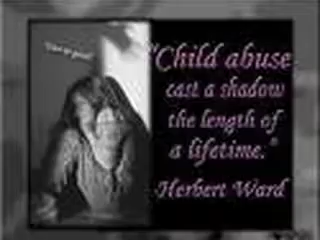 "Child abuse
cast a shadow
the length of
a lifetime."
Herbert Ward